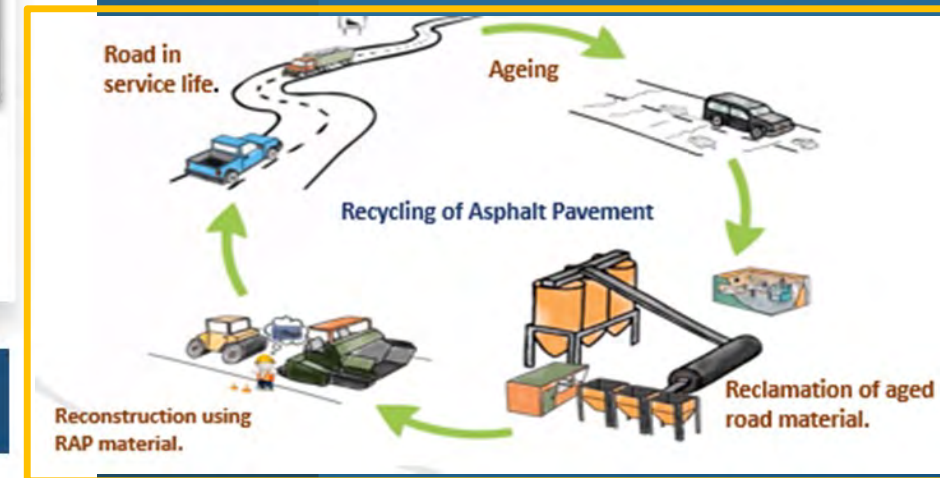 Road in
service life.
Ageing
Recycling of Asphalt Pavement
Reclamation of aged
road material.
Reconstruction using
RAP material.